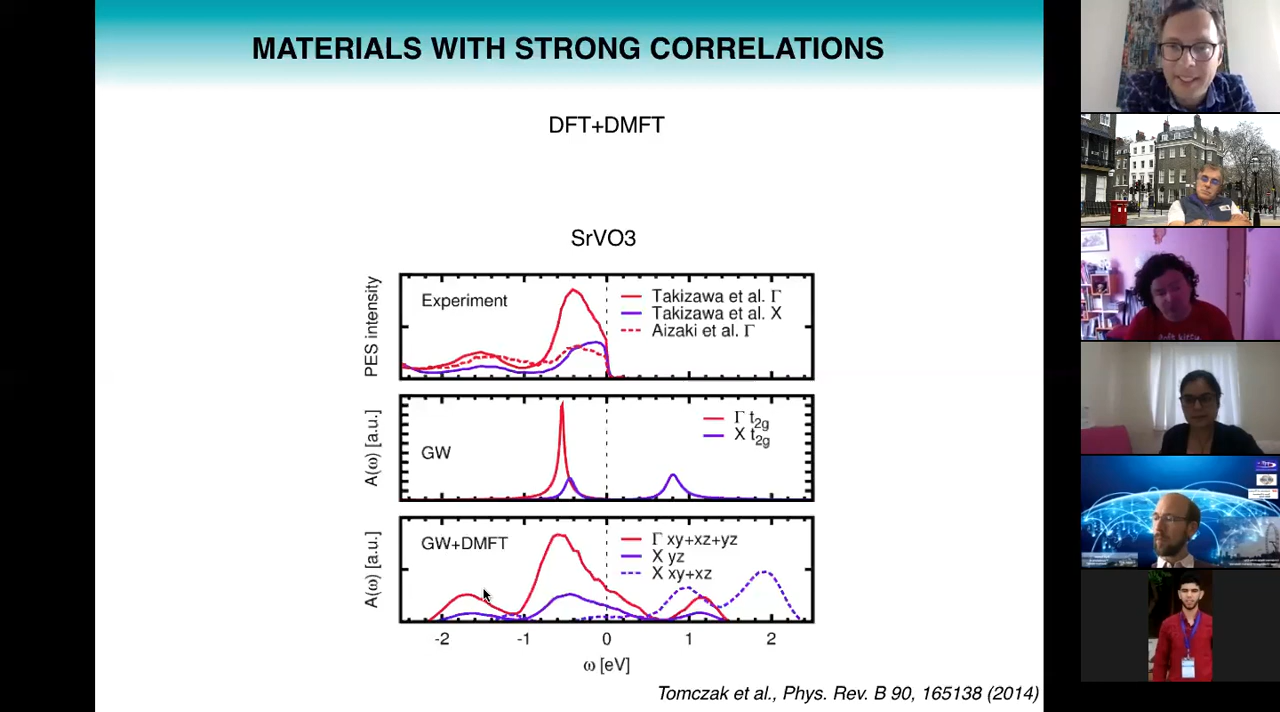 MATERIALS WITH STRONG CORRELATIONS
DFT+DMFT
SrVO3
PES intensity
Experiment
Takizawa et al. Γ
Takizawa et al. X
Aizaki et al. Γ
A(ω) [a.u.]
GW
Γ t2g
X t2g
A(ω) [a.u.]
GW+DMFT
Γ xy+xz+yz
X yz
X xy+xz
-2 -1 0 1 2
ω [eV]
Tomczak et al., Phys. Rev. B 90, 165138 (2014)